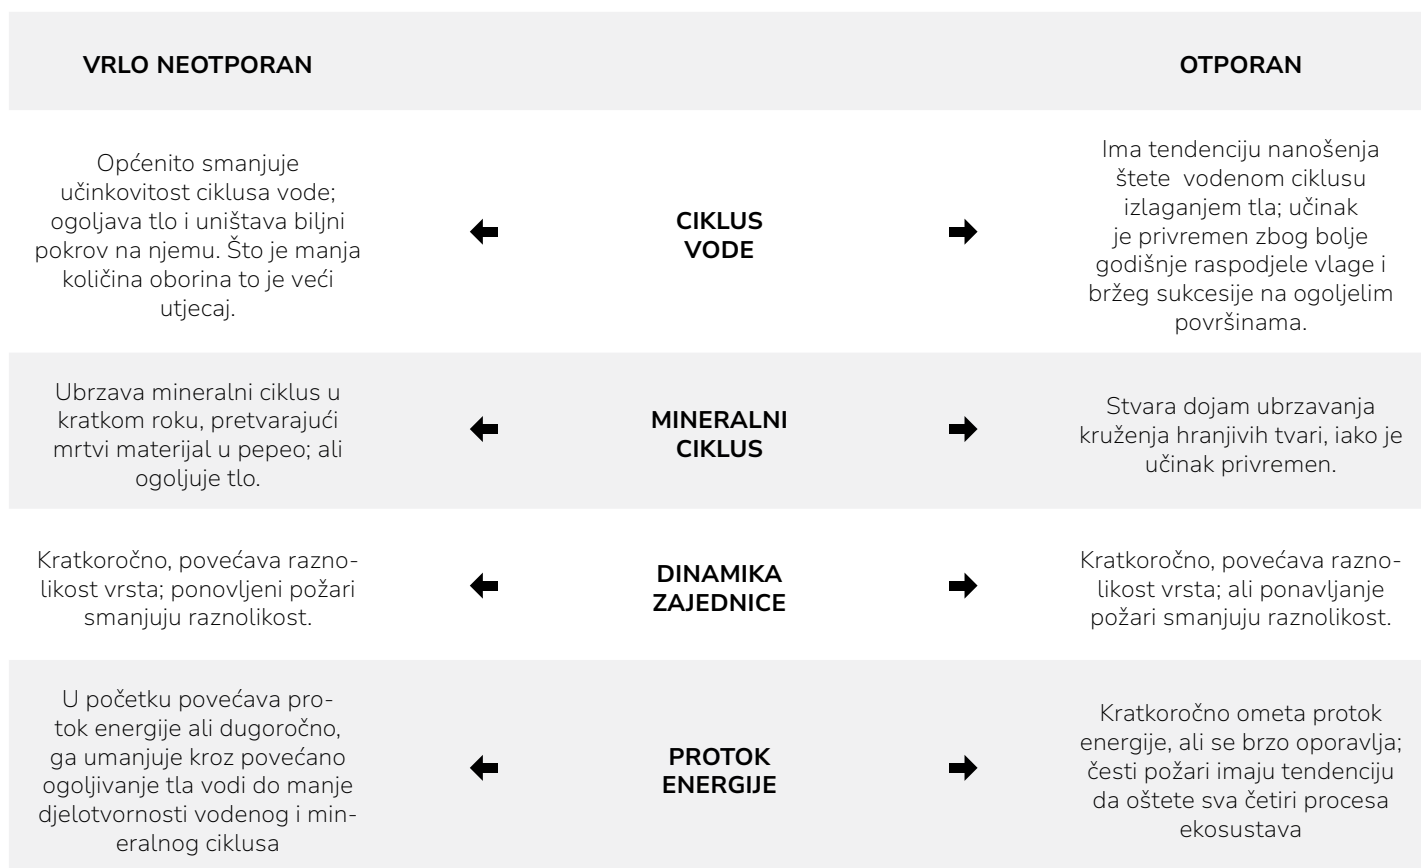 VRLO NEOTPORAN
OTPORAN
Općenito smanjuje
učinkovitost ciklusa vode;
ogoljava tlo i uništava biljni
pokrov na njemu. Što je manja
količina oborina to je veći
utjecaj.
CIKLUS
VODE
Ima tendenciju nanošenja
štete vodenom ciklusu
izlaganjem tla; učinak
je privremen zbog bolje
godišnje raspodjele vlage i
bržeg sukcesije na ogoljelim
površinama.
Ubrzava mineralni ciklus u
kratkom roku, pretvarajući
mrtvi materijal u pepeo; ali
ogoljuje tlo.
MINERALNI
CIKLUS
Stvara dojam ubrzavanja
kruženja hranjivih tvari, iako je
učinak privremen.
Kratkoročno, povećava razno-
likost vrsta; ponovljeni požari
smanjuju raznolikost.
DINAMIKA
ZAJEDNICE
Kratkoročno, povećava razno-
likost vrsta; ali ponavljanje
požari smanjuju raznolikost.
U početku povećava pro-
tok energije ali dugoročno,
ga umanjuje kroz povećano
ogoljivanje tla vodi do manje
djelotvornosti vodenog i min-
eralnog ciklusa
PROTOK
ENERGIJE
Kratkoročno ometa protok
energije, ali se brzo oporavlja;
česti požari imaju tendenciju
da oštete sva četiri procesa
ekosustava